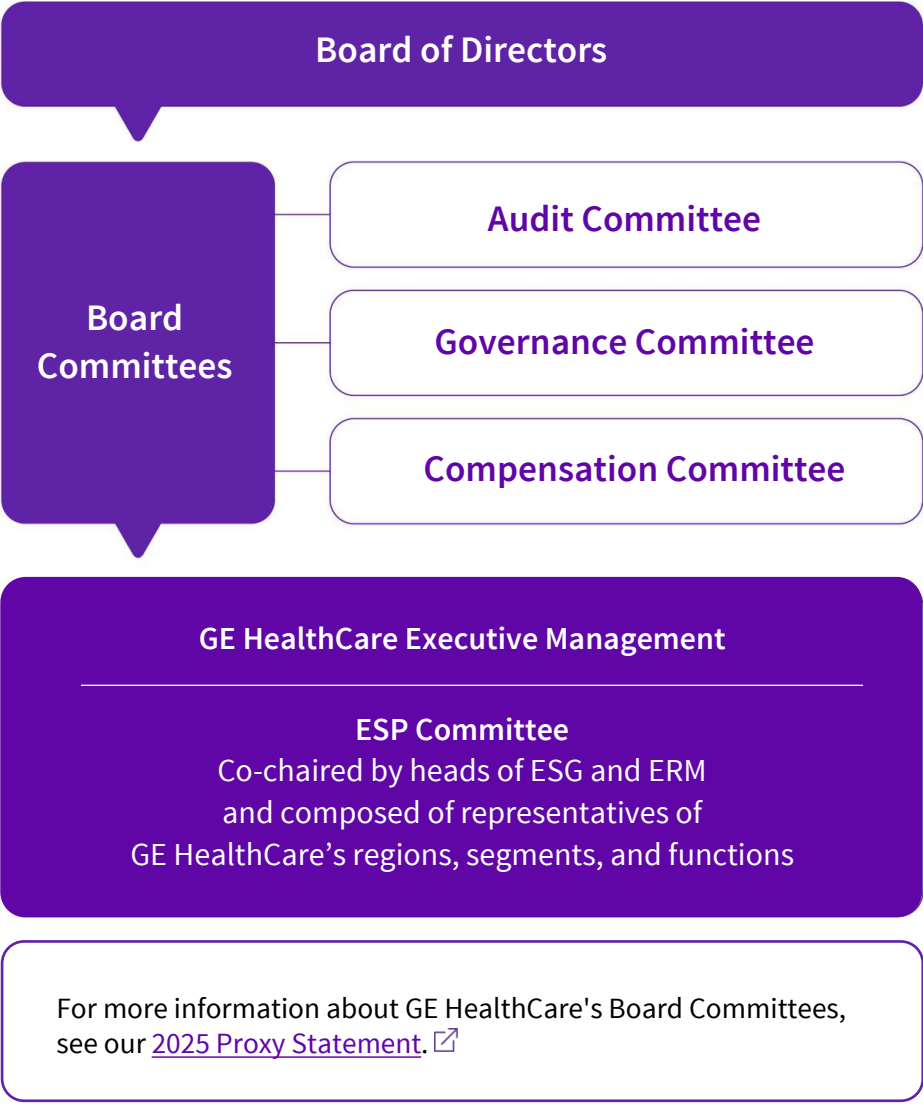 Board of Directors
Board
Committees
Audit Committee
Governance Committee
Compensation Committee
GE HealthCare Executive Management
ESP Committee
Co-chaired by heads of ESG and ERM
and composed of representatives of
GE HealthCare’s regions, segments, and functions
For more information about GE HealthCare's Board Committees,
see our 2025 Proxy Statement.